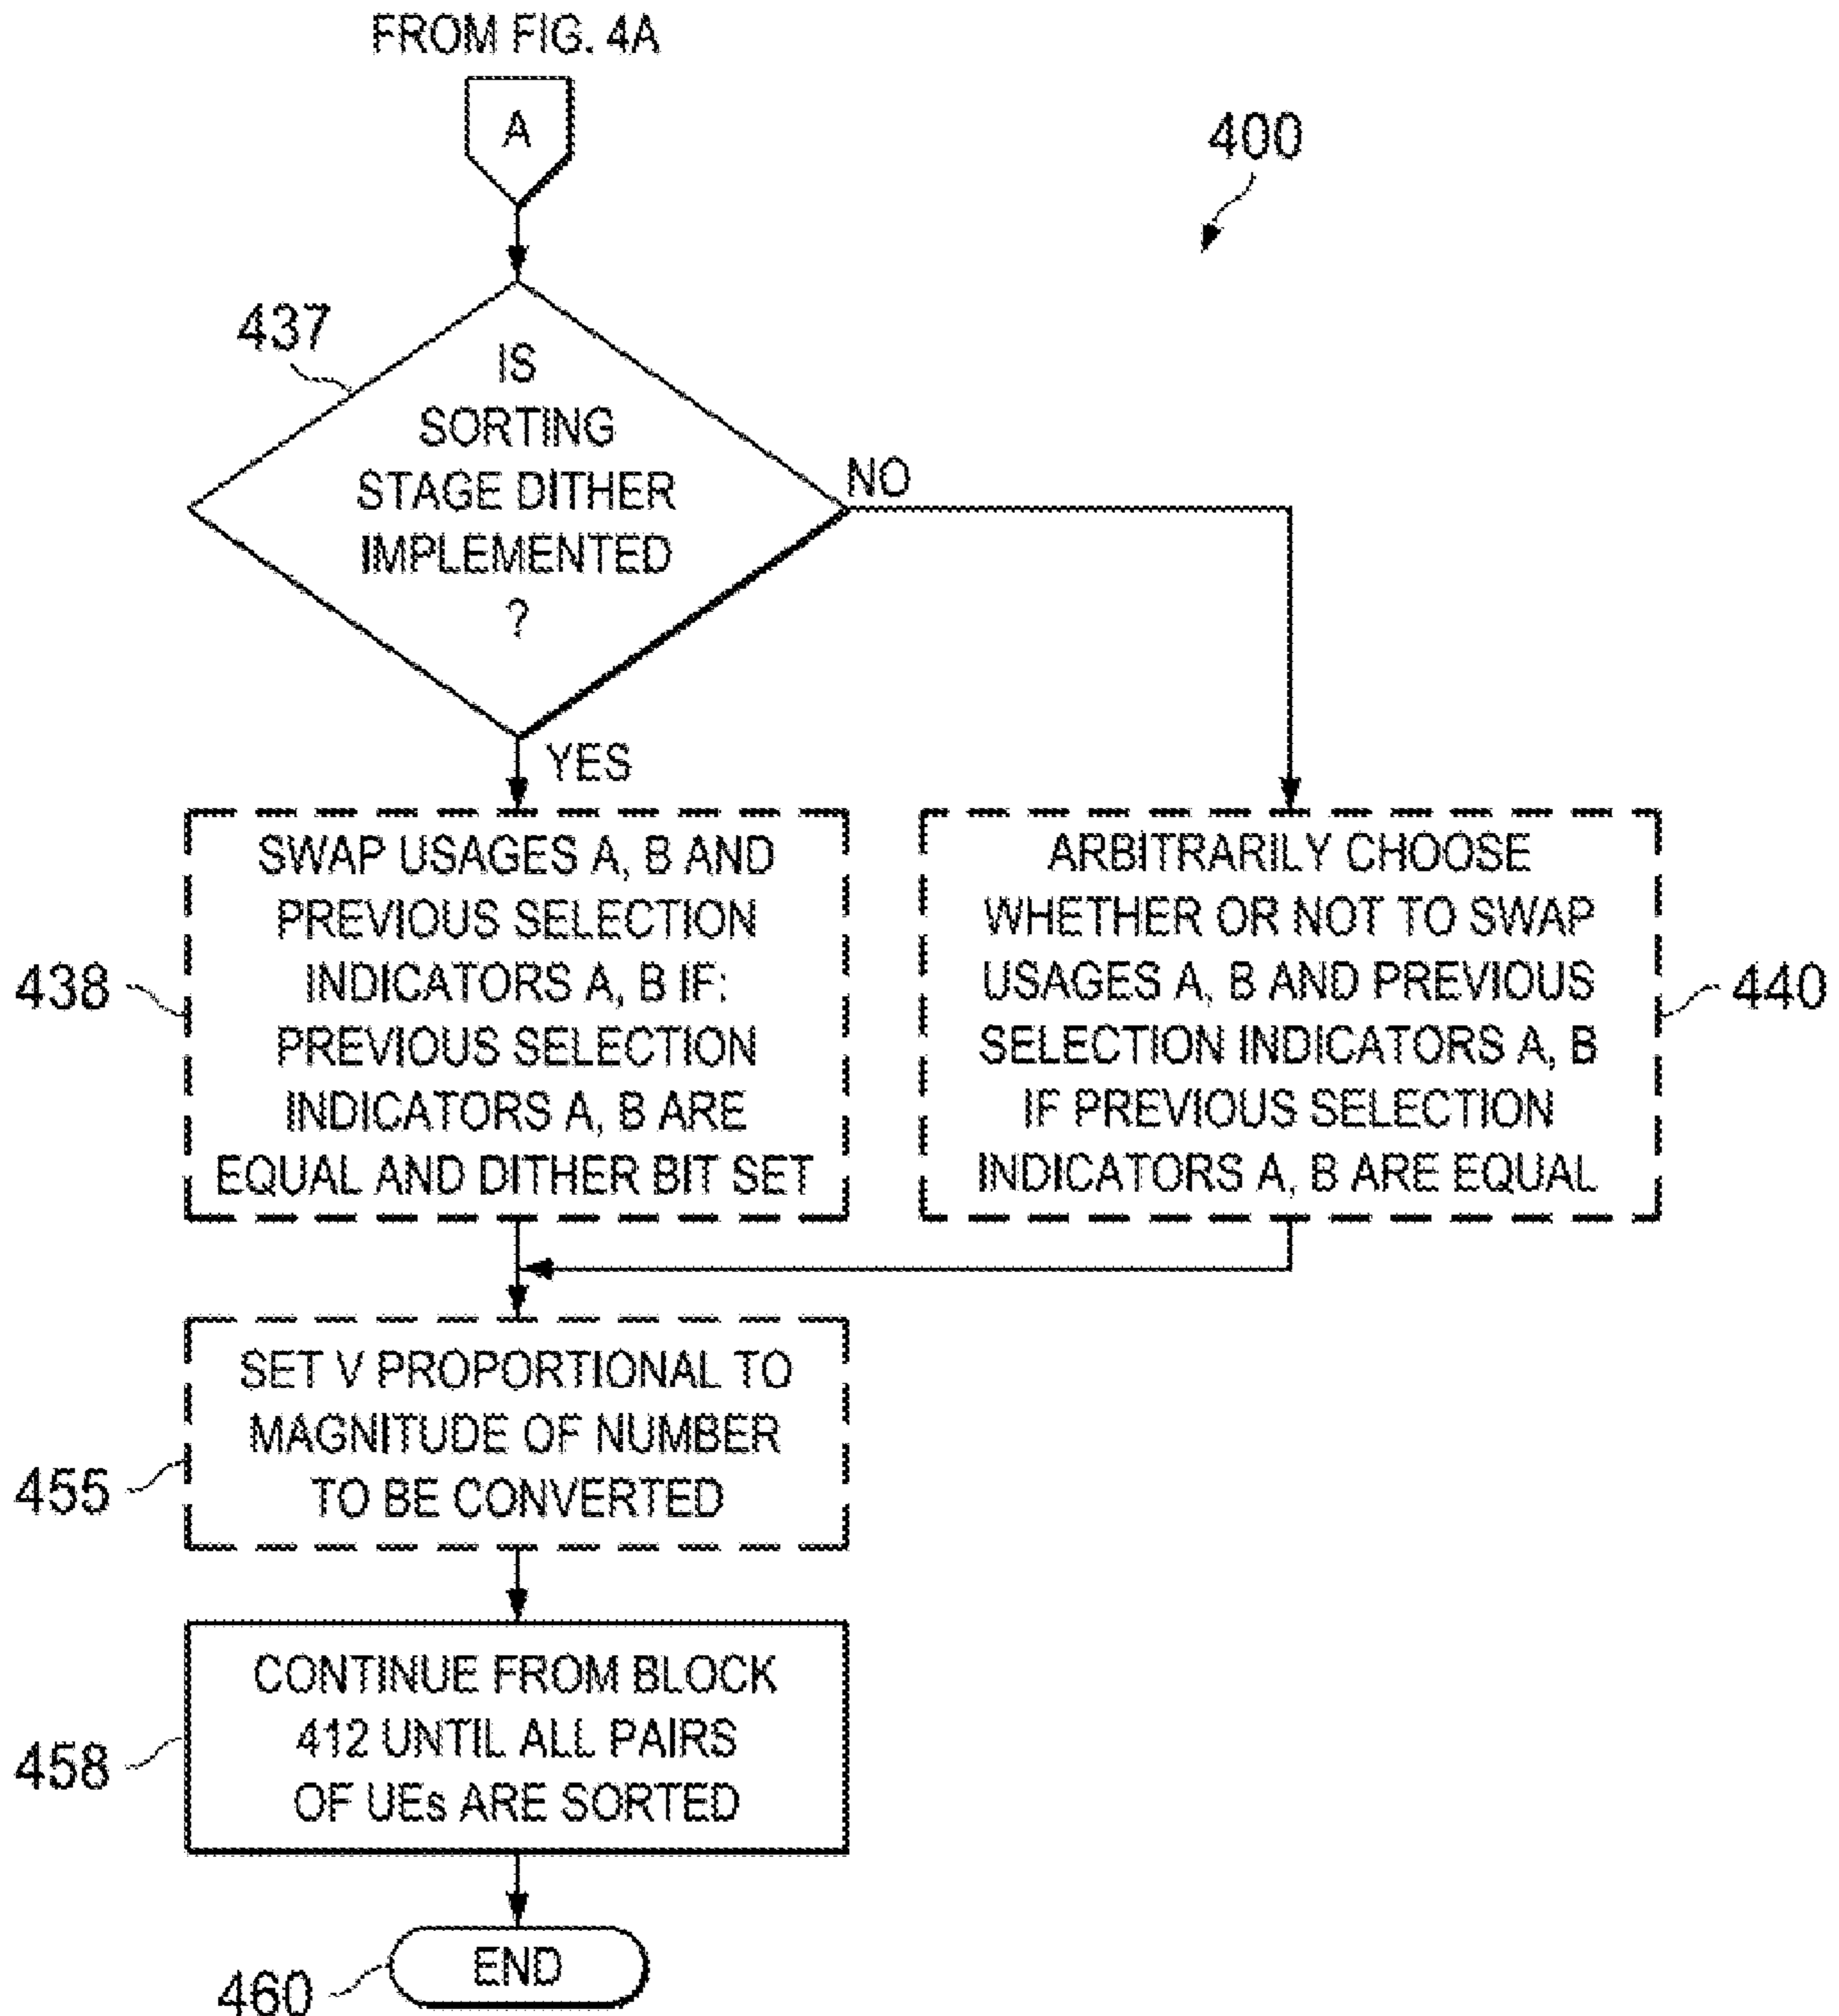 FROM FIG. 4A
A
400
437
IS
SORTING
STAGE DITHER
IMPLEMENTED
?
NO
YES
SWAP USAGES A, B AND
PREVIOUS SELECTION
INDICATORS A, B IF:
PREVIOUS SELECTION
INDICATORS A, B ARE
EQUAL AND DITHER BIT SET
438
ARBITRARILY CHOOSE
WHETHER OR NOT TO SWAP
USAGES A, B AND PREVIOUS
SELECTION INDICATORS A, B
IF PREVIOUS SELECTION
INDICATORS A, B ARE EQUAL
440
SET V PROPORTIONAL TO
MAGNITUDE OF NUMBER
TO BE CONVERTED
455
CONTINUE FROM BLOCK
412 UNTIL ALL PAIRS
OF UEs ARE SORTED
458
END
460